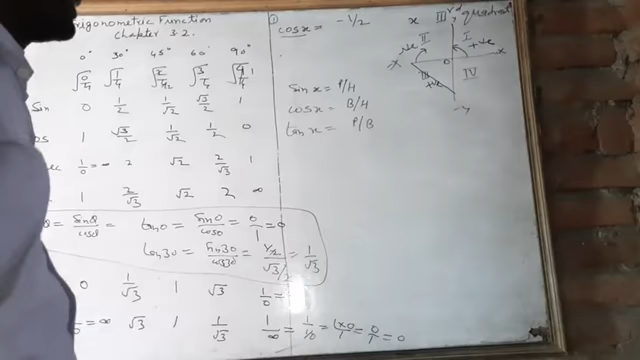 Trigonometric Function
Chapter 3.2
0° 30° 45° 60° 90°
√0/4 √1/4 √2/4 √3/4 √4/4 1
Sin 0 1/2 1/√2 √3/2 1
1 √3/2 1/√2 1/2 0
1/0 = ∞ 2 √2 2/√3 1
1 2/√3 √2 2 ∞
= sinθ/cosθ = tan0 = sin0/cos0 = 0/1 = 0
tan30 = sin30/cos30 = 1/2/√3/2 = 1/√3
0 1/√3 1 √3 1/0 =
= ∞ √3 1 1/√3 1/∞ = 1/1/0 = 1×0/1 = 0/1 = 0
cosx = -1/2 x III rd quadrant
sin x = P/H
cosx = B/H
tan x = P/B
II I
-ve +ve
X 0 x
III IV
+ve
-y